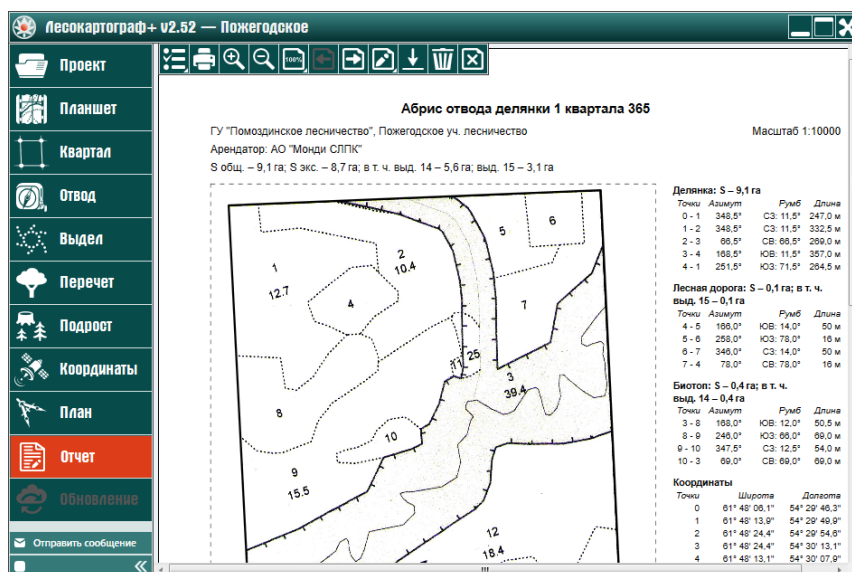 Лесокартограф+ v2.52 — Пожегодское
Проект
Планшет
Квартал
Отвод
Выдел
Перечет
Подрост
Координаты
План
Отчет
Обновление
Отправить сообщение
100%
Абрис отвода делянки 1 квартала 365
ГУ "Помоздинское лесничество", Пожегодское уч. лесничество
Масштаб 1:10000
Арендатор: АО "Монди СЛПК"
S общ. – 9,1 га; S экс. – 8,7 га; в т. ч. выд. 14 – 5,6 га; выд. 15 – 3,1 га
1
12.7
2
10.4
4
5
6
7
11
25
3
39.4
8
10
9
15.5
12
18.4
Делянка: S – 9,1 га
Точки Азимут Румб Длина
0 - 1 348,5° СЗ: 11,5° 247,0 м
1 - 2 348,5° СЗ: 11,5° 332,5 м
2 - 3 66,5° СВ: 66,5° 269,0 м
3 - 4 168,5° ЮВ: 11,5° 357,0 м
4 - 1 251,5° ЮЗ: 71,5° 264,5 м
Лесная дорога: S – 0,1 га; в т. ч.
выд. 15 – 0,1 га
Точки Азимут Румб Длина
4 - 5 166,0° ЮВ: 14,0° 50 м
5 - 6 258,0° ЮЗ: 78,0° 16 м
6 - 7 346,0° СЗ: 14,0° 50 м
7 - 4 78,0° СВ: 78,0° 16 м
Биотоп: S – 0,4 га; в т. ч.
выд. 14 – 0,4 га
Точки Азимут Румб Длина
3 - 8 168,0° ЮВ: 12,0° 50,5 м
8 - 9 246,0° ЮЗ: 66,0° 69,0 м
9 - 10 347,5° СЗ: 12,5° 54,0 м
10 - 3 69,0° СВ: 69,0° 69,0 м
Координаты
Точки Широта Долгота
0 61° 48' 06,1" 54° 29' 46,3"
1 61° 48' 13,9" 54° 29' 49,9"
2 61° 48' 24,4" 54° 29' 54,6"
3 61° 48' 24,4" 54° 30' 13,1"
4 61° 48' 13,1" 54° 30' 07,9"